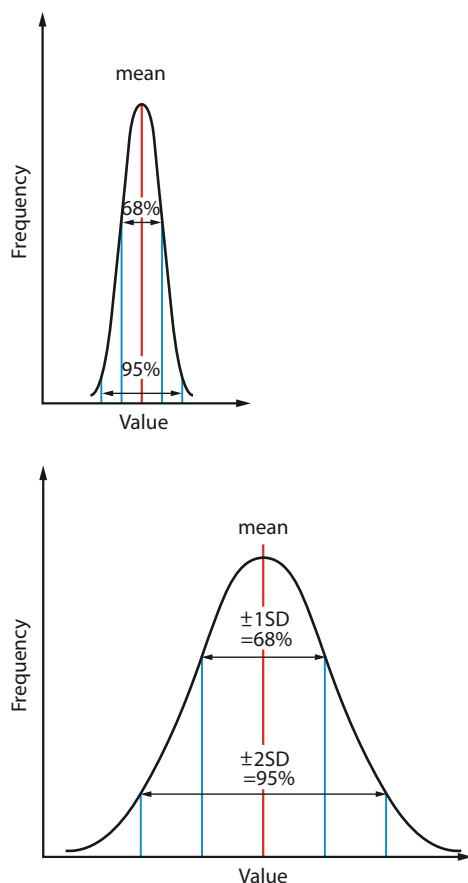 mean
Frequency
68%
95%
Value
mean
Frequency
±1SD
=68%
±2SD
=95%
Value